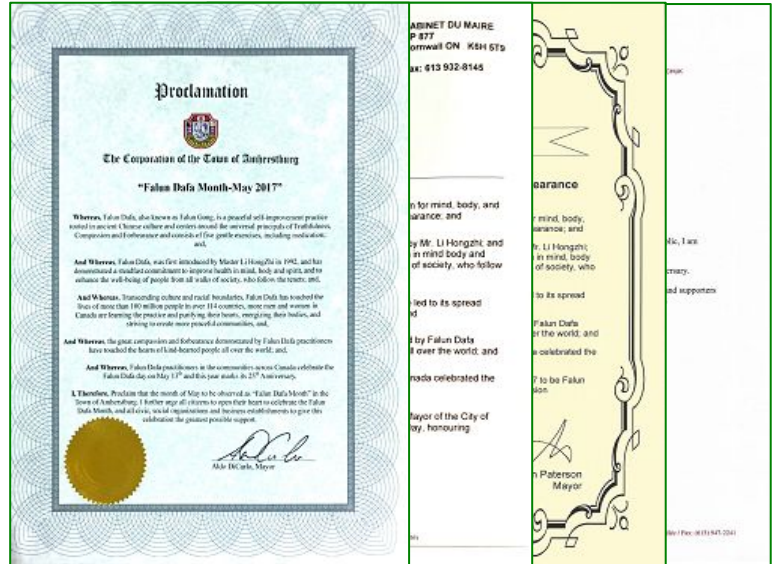 Proclamation
The Corporation of the Town of Amherstburg
“Falun Dafa Month-May 2017”
Whereas, Falun Dafa, also known as Falun Gong, is a peaceful self-improvement practice
rooted in ancient Chinese culture and centers around the universal principals of Truthfulness,
Compassion and Forbearance and consists of five gentle exercises, including medication;
and,
And Whereas, Falun Dafa, was first introduced by Master Li HongZhi in 1992, and has
demonstrated a steadfast commitment to improve health in mind, body and spirit, and to
enhance the well-being of people from all walks of society, who follow the tenets; and,
And Whereas, Transcending culture and racial boundaries, Falun Dafa has touched the
lives of more than 100 million people in over 114 countries, more men and women in
Canada are learning the practice and purifying their hearts, energizing their bodies, and
striving to create more peaceful communities, and,
And Whereas, the great compassion and forbearance demonstrated by Falun Dafa practitioners
have touched the hearts of kind-hearted people all over the world; and,
And Whereas, Falun Dafa practitioners in the communities across Canada celebrate the
Falun Dafa day on May 13th and this year marks its 25th Anniversary.
I, Therefore, Proclaim that the month of May to be observed as “Falun Dafa Month” in the
Town of Amherstburg. I further urge all citizens to open their heart to celebrate the Falun
Dafa Month, and all civic, social organizations and business establishments to give this
celebration the greatest possible support.
Aldo DiCarlo, Mayor
ABINET DU MAIRE
P 877
ornwall ON K6H 5T9
ax: 613 932-8145
n for mind, body, and
arance; and
by Mr. Li Hongzhi; and
in mind body and
of society, who follow
led to its spread
d
d by Falun Dafa
ll over the world; and
nada celebrated the
Mayor of the City of
ay, honouring
earance
r mind, body,
arance; and
r. Li Hongzhi;
in mind body
of society, who
d to its spread
Falun Dafa
er the world; and
a celebrated the
7 to be Falun
sion
n Paterson
Mayor
lic, I am
ersary.
nd supporters
Fax: (613) 947-2241